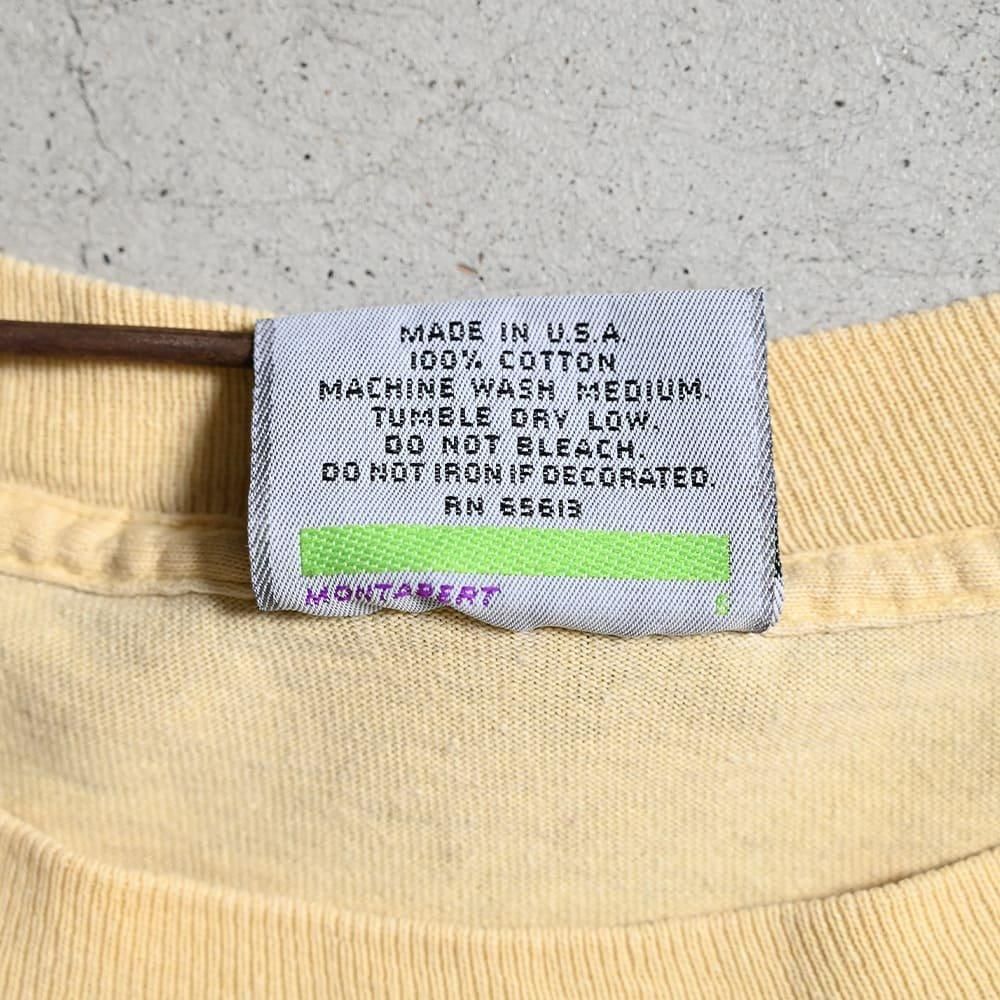 MADE IN U.S.A.
100% COTTON
MACHINE WASH MEDIUM.
TUMBLE DRY LOW.
DO NOT BLEACH.
DO NOT IRON IF DECORATED.
RN 65613
MONTABERT
S